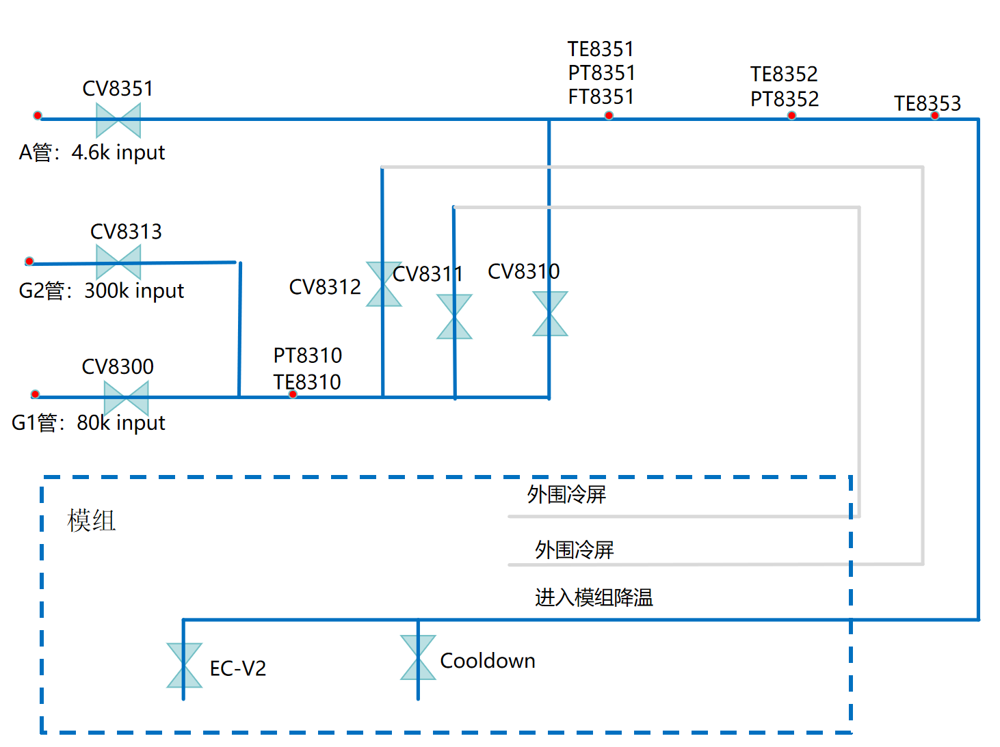 TE8351
PT8351
FT8351
TE8352
PT8352
TE8353
CV8351
A管：4.6k input
CV8313
G2管：300k input
CV8312
CV8311
CV8310
CV8300
PT8310
TE8310
G1管：80k input
模组
外围冷屏
外围冷屏
进入模组降温
EC-V2
Cooldown